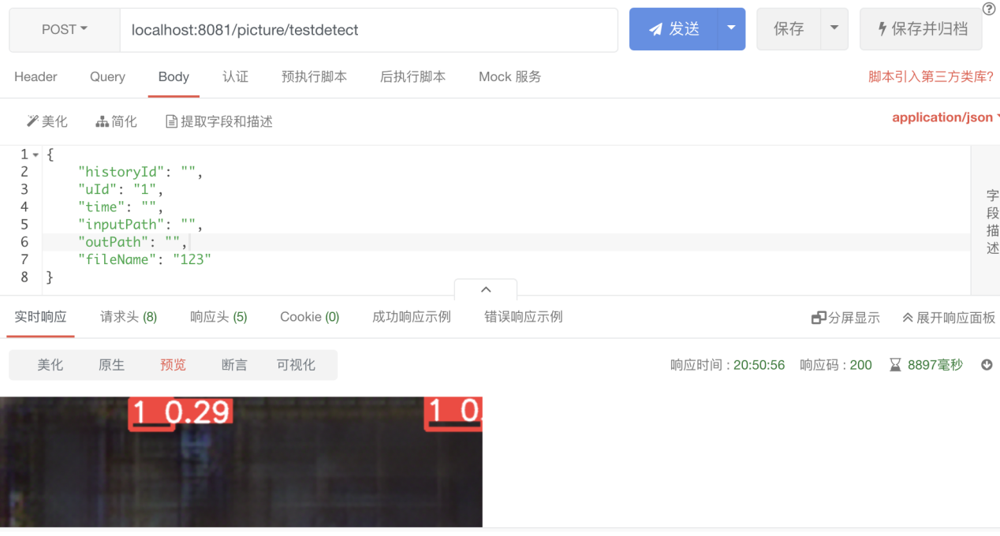 POST localhost:8081/picture/testdetect 发送 保存 保存并归档
Header Query Body 认证 预执行脚本 后执行脚本 Mock 服务 脚本引入第三方类库?
美化 简化 提取字段和描述 application/json
1 {
2 "historyId": "",
3 "uId": "1",
4 "time": "",
5 "inputPath": "",
6 "outPath": "",
7 "fileName": "123"
8 }
字段描述
实时响应 请求头 (8) 响应头 (5) Cookie (0) 成功响应示例 错误响应示例 分屏显示 展开响应面板
美化 原生 预览 断言 可视化 响应时间 : 20:50:56 响应码 : 200 8897毫秒
1 0.29 1 0.